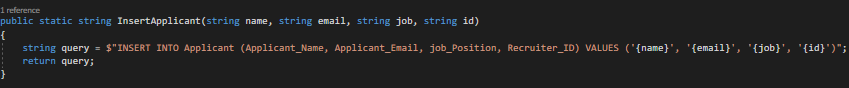 1 reference
public static string InsertApplicant(string name, string email, string job, string id)
{
string query = $"INSERT INTO Applicant (Applicant_Name, Applicant_Email, job_Position, Recruiter_ID) VALUES ('{name}', '{email}', '{job}', '{id}')";
return query;
}